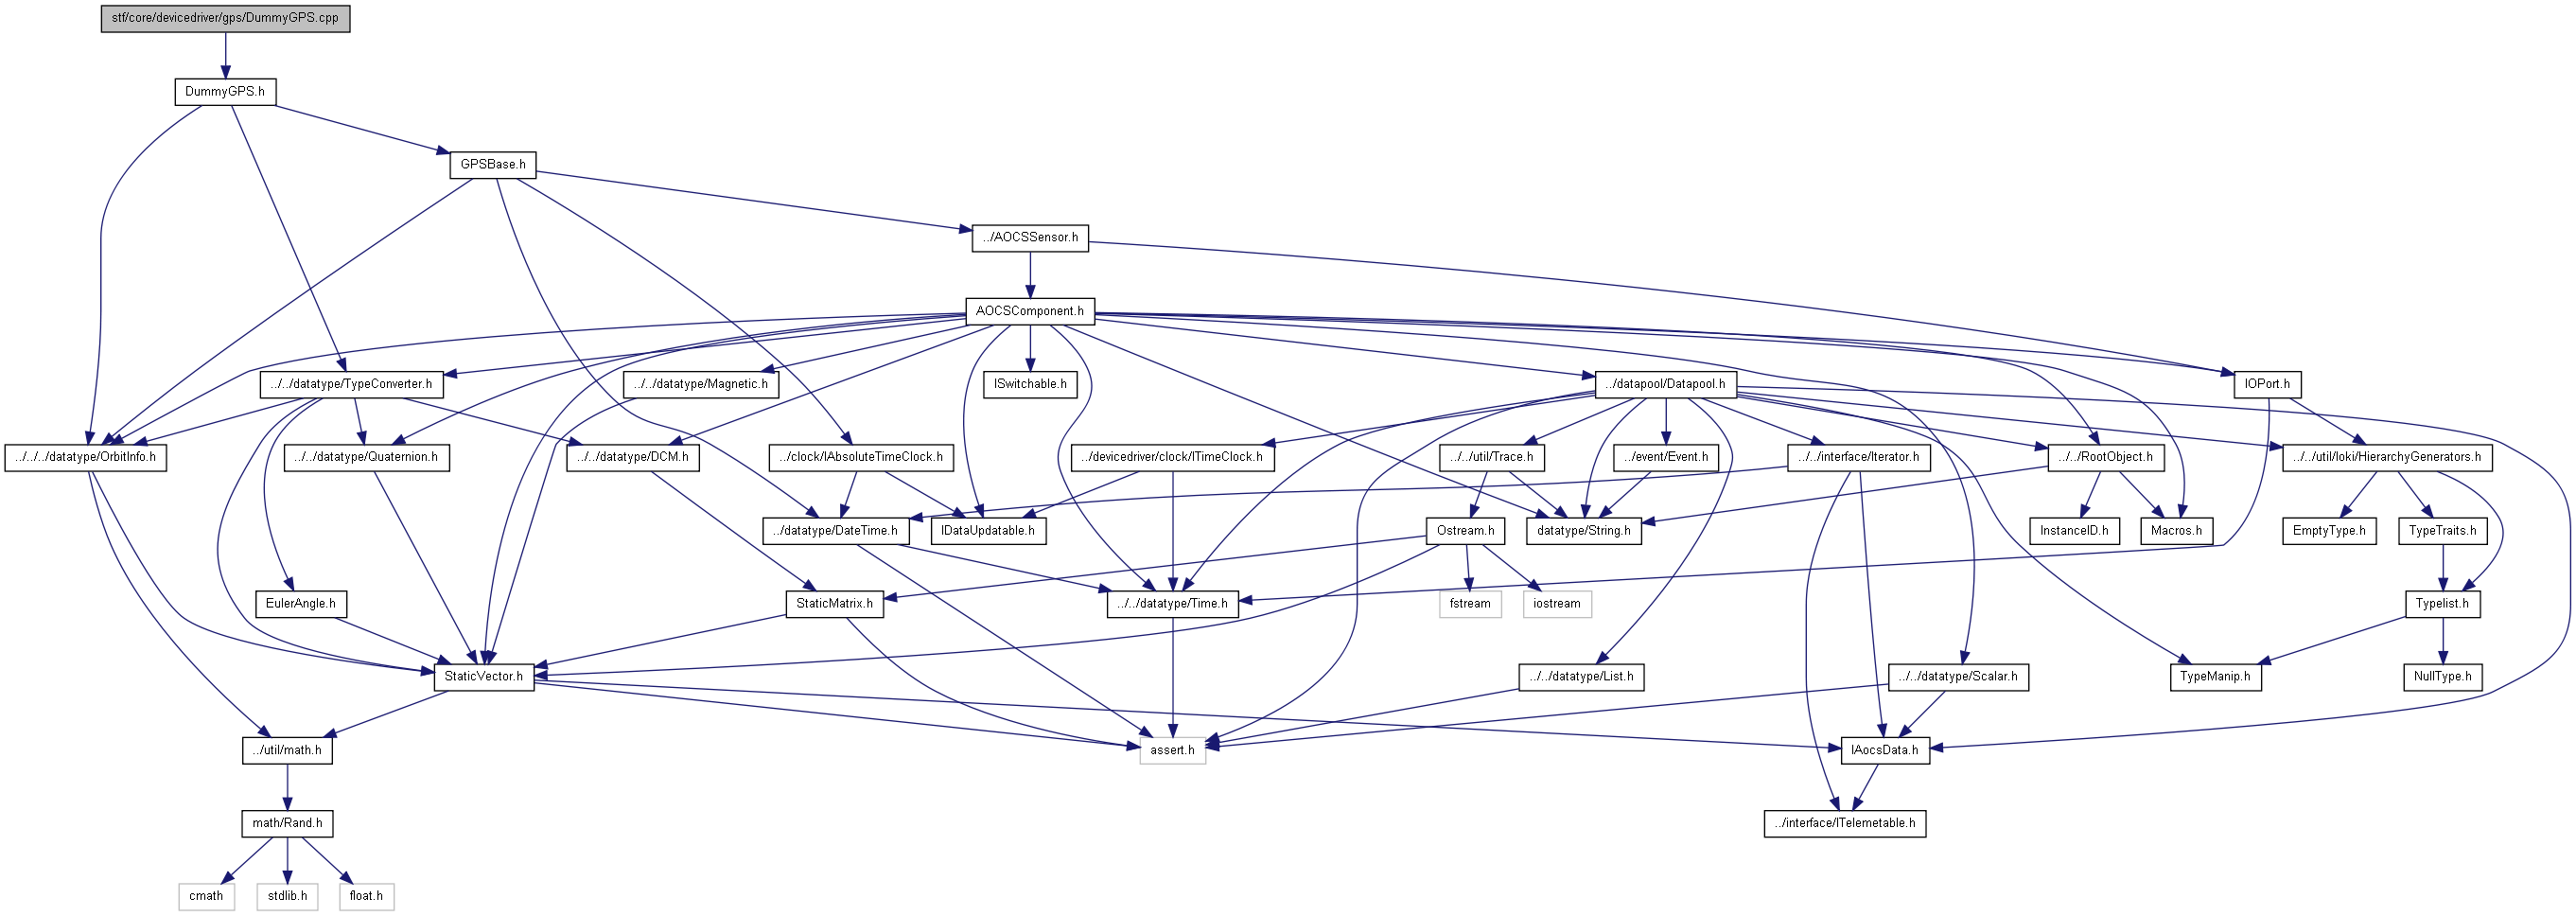 stf/core/devicedriver/gps/DummyGPS.cpp
DummyGPS.h
GPSBase.h
../AOCSSensor.h
AOCSComponent.h
../../datatype/TypeConverter.h
../../datatype/Magnetic.h
ISwitchable.h
../datapool/Datapool.h
IOPort.h
../../../datatype/OrbitInfo.h
../../datatype/Quaternion.h
../../datatype/DCM.h
../clock/IAbsoluteTimeClock.h
../devicedriver/clock/ITimeClock.h
../../util/Trace.h
../event/Event.h
../../interface/Iterator.h
../../RootObject.h
../../util/loki/HierarchyGenerators.h
../datatype/DateTime.h
IDataUpdatable.h
Ostream.h
datatype/String.h
InstanceID.h
Macros.h
EmptyType.h
TypeTraits.h
EulerAngle.h
StaticMatrix.h
../../datatype/Time.h
fstream
iostream
Typelist.h
StaticVector.h
../../datatype/List.h
../../datatype/Scalar.h
TypeManip.h
NullType.h
../util/math.h
assert.h
IAocsData.h
math/Rand.h
../interface/ITelemetable.h
cmath
stdlib.h
float.h